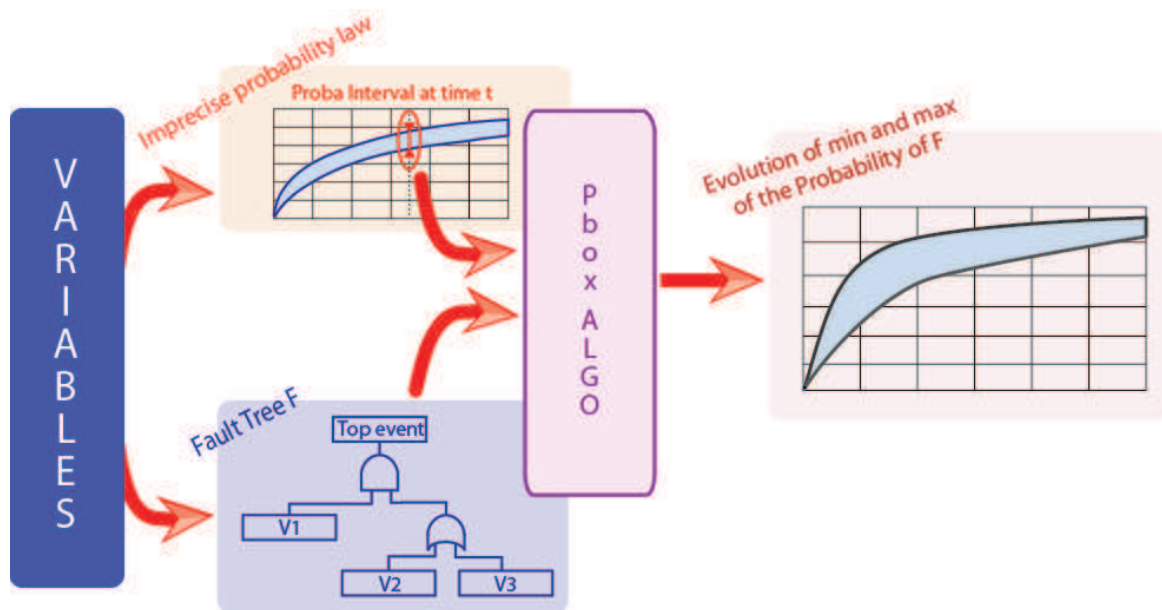 VARIABLES
Imprecise probability law
Proba Interval at time t
Fault Tree F
Top event
V1
V2
V3
Pbox ALGO
Evolution of min and max
of the Probability of F